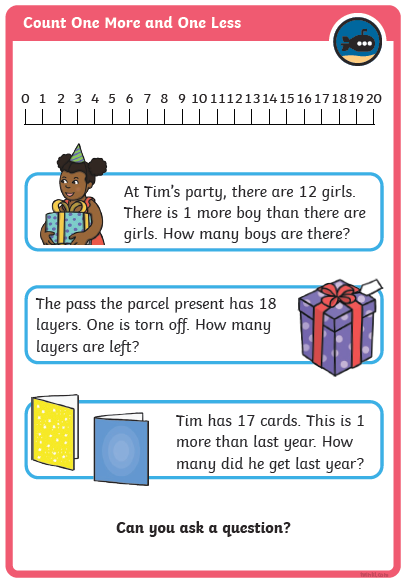 Count One More and One Less
0 1 2 3 4 5 6 7 8 9 10 11 12 13 14 15 16 17 18 19 20
At Tim's party, there are 12 girls.
There is 1 more boy than there are
girls. How many boys are there?
The pass the parcel present has 18
layers. One is torn off. How many
layers are left?
Tim has 17 cards. This is 1
more than last year. How
many did he get last year?
Can you ask a question?